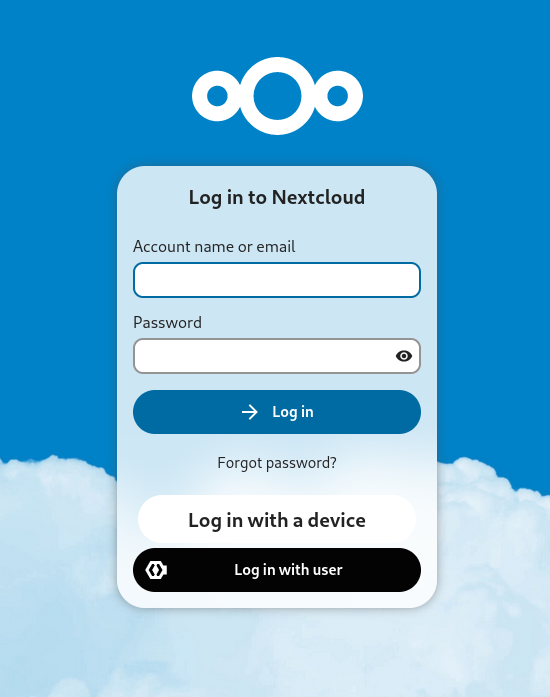 Log in to Nextcloud
Account name or email
Password
Log in
Forgot password?
Log in with a device
Log in with user